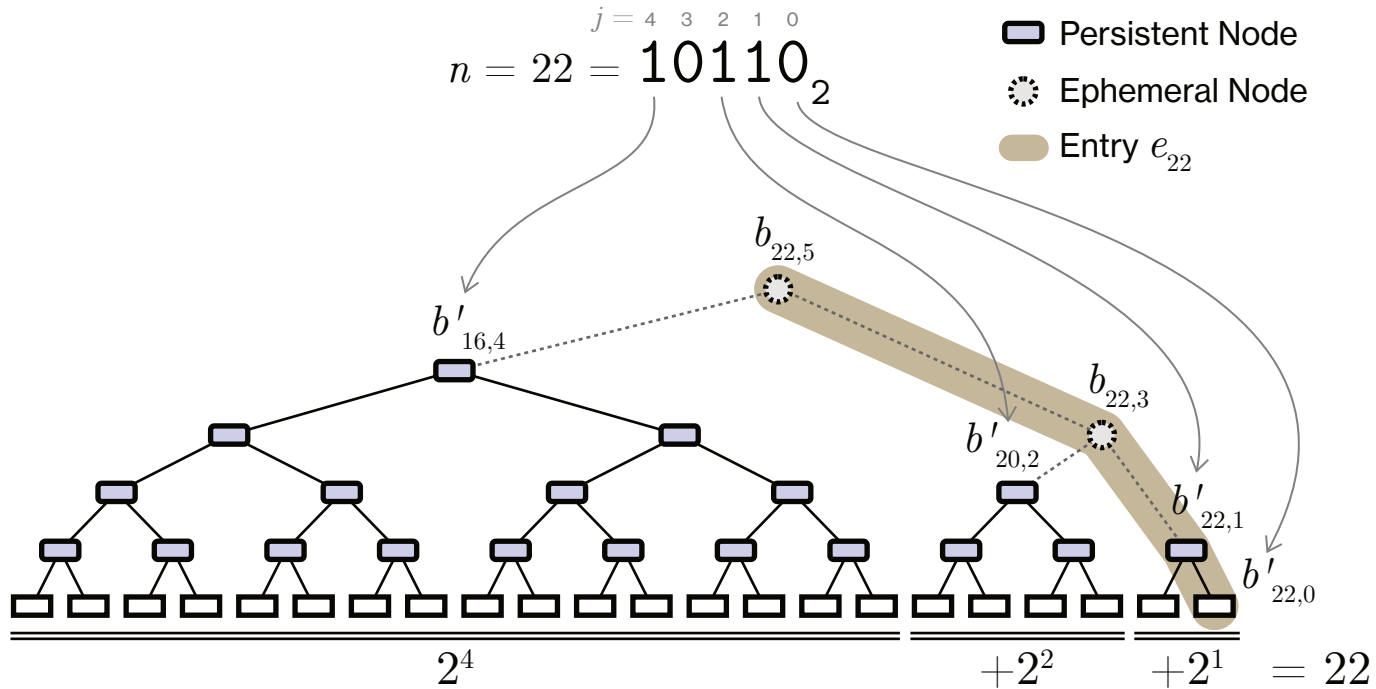 j = 4 3 2 1 0
n = 22 = 10110₂
Persistent Node
Ephemeral Node
Entry e₂₂
b₂₂,₅
b'₁₆,₄
b₂₂,₃
b'₂₀,₂
b'₂₂,₁
b'₂₂,₀
2⁴ +2² +2¹ = 22